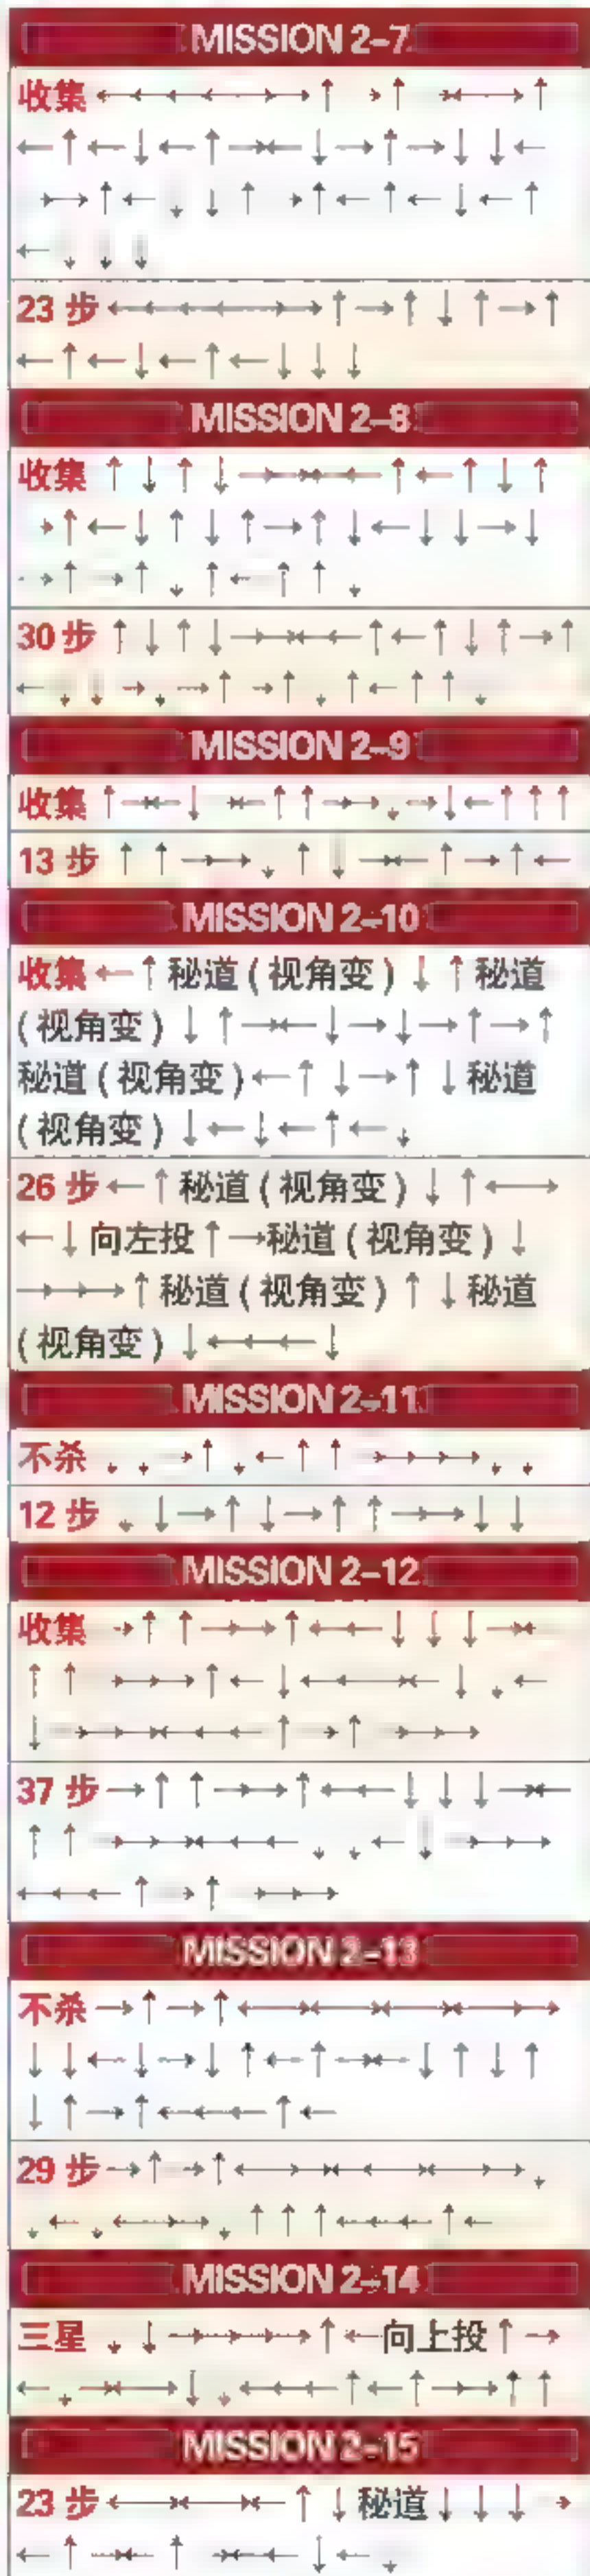 MISSION 2-7
收集 ← ← ← ← → → ↑ → ↑ → ← → ↑
← ↑ ← ↓ ← ↑ → ← ↓ → ↑ → ↓ ↓ ←
→ → ↑ ← ↓ ↓ ↑ → ↑ ← ↑ ← ↓ ← ↑
← ↓ ↓ ↓
23 步 ← ← ← ← → → ↑ → ↑ ↓ ↑ → ↑
← ↑ ← ↓ ← ↑ ← ↓ ↓ ↓
MISSION 2-8
收集 ↑ ↓ ↑ ↓ → → ← ← ↑ ← ↑ ↓ ↑
→ ↑ ← ↓ ↑ ↓ ↑ → ↑ ↓ ← ↓ ↓ → ↓
→ ↑ → ↑ ↓ ↑ ← ↑ ↑ ↓
30 步 ↑ ↓ ↑ ↓ → → ← ← ↑ ← ↑ ↓ ↑ → ↑
← ↓ ↓ → ↓ → ↑ → ↑ ↓ ↑ ← ↑ ↑ ↓
MISSION 2-9
收集 ↑ → ← ↓ → ← ↑ ↑ → → ↓ → ↓ ← ↑ ↑ ↑
13 步 ↑ ↑ → → ↓ ↑ ↓ → ← ↑ → ↑ ←
MISSION 2-10
收集 ← ↑ 秘道 ( 视角变 ) ↓ ↑ 秘道
( 视角变 ) ↓ ↑ → ← ↓ → ↓ → ↑ → ↑
秘道 ( 视角变 ) ← ↑ ↓ → ↑ ↓ 秘道
( 视角变 ) ↓ ← ↓ ← ↑ ← ↓
26 步 ← ↑ 秘道 ( 视角变 ) ↓ ↑ ← →
← ↓ 向左投 ↑ → 秘道 ( 视角变 ) ↓
→ → → ↑ 秘道 ( 视角变 ) ↑ ↓ 秘道
( 视角变 ) ↓ ← ← ← ↓
MISSION 2-11
不杀 ↓ ↓ → ↑ ↓ ← ↑ ↑ → → → ↓ ↓
12 步 ↓ ↓ → ↑ ↓ → ↑ ↑ → → ↓ ↓
MISSION 2-12
收集 → ↑ ↑ → → ↑ ← ← ↓ ↓ ↓ → ←
↑ ↑ → → → ↑ ← ↓ ← ← → ← ↓ ↓ ←
↓ → → ← ← ← ↑ → ↑ → → →
37 步 → ↑ ↑ → → ↑ ← ← ↓ ↓ ↓ → ←
↑ ↑ → → ← ← ← ↓ ↓ ← ↓ → → →
← ← ← ↑ → ↑ → → →
MISSION 2-13
不杀 → ↑ → ↑ ← → ← → ← → ← → →
↓ ↓ ← ↓ → ↓ ↑ ← ↑ → ← ↓ ↑ ↓ ↑
↓ ↑ → ↑ ← ← ← ↑ ←
29 步 → ↑ → ↑ ← → → ← ← → ← → → ↓
↓ ← ↓ ← → → ↓ ↑ ↑ ↑ ← ← ← ↑ ←
MISSION 2-14
三星 ↓ ↓ → → → → ↑ ← 向上投 ↑ →
← ↓ → ← → ↓ ↓ ← ← ← ↑ ← ↑ → → ↑ ↑
MISSION 2-15
23 步 ← → ← → ← ↑ ↓ 秘道 ↓ ↓ ↓ →
← ↑ → ← ↑ → ← ← ↓ ← ↓